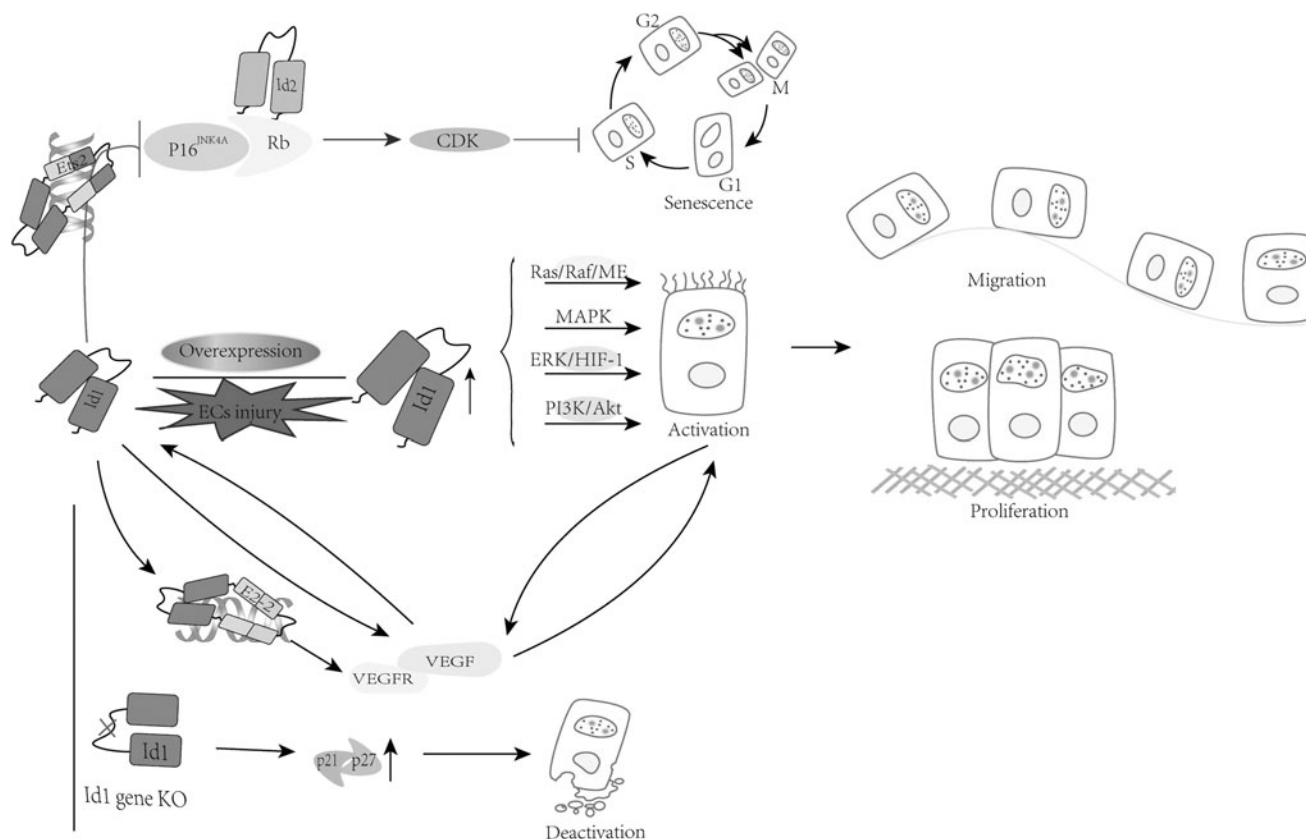 G2
Id2
M
P16JNK4A
Rb
CDK
S
Ets2
G1
Senescence
Ras/Raf/ME
Migration
MAPK
Overexpression
ERK/HIF-1
Id1
Id1
ECs injury
PI3K/Akt
Activation
Proliferation
E2-2
VEGF
VEGFR
Id1
p21
p27
Id1 gene KO
Deactivation